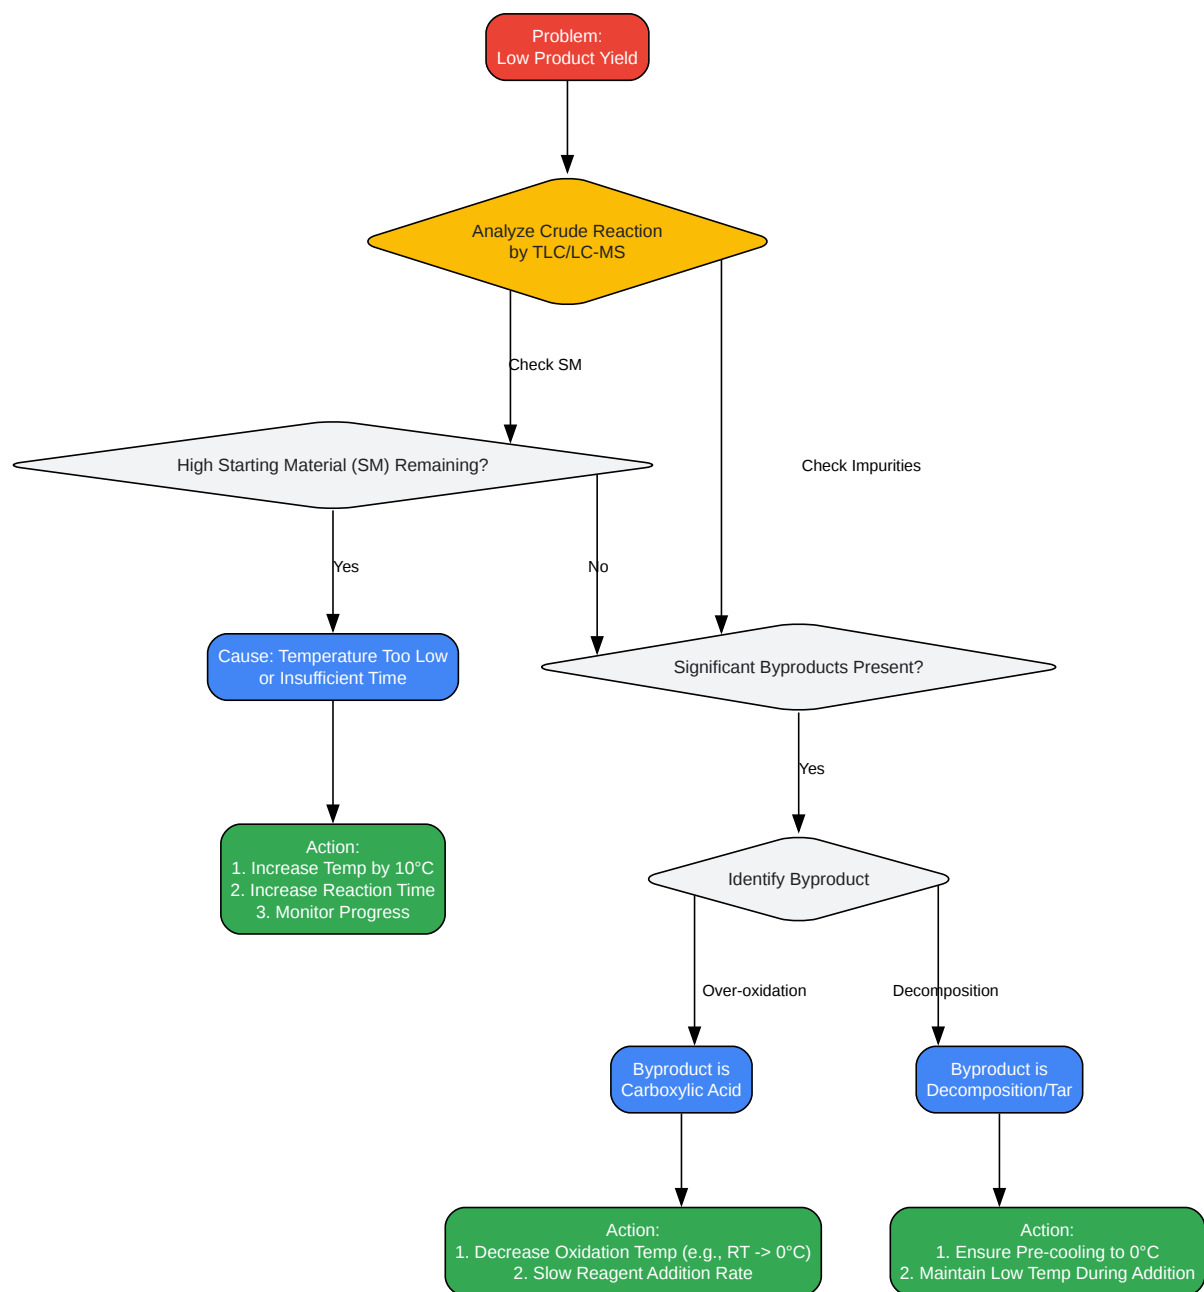 Problem:
Low Product Yield
Analyze Crude Reaction
by TLC/LC-MS
Check SM
High Starting Material (SM) Remaining?
Check Impurities
Yes
No
Cause: Temperature Too Low
or Insufficient Time
Significant Byproducts Present?
Yes
Action:
1. Increase Temp by 10°C
2. Increase Reaction Time
3. Monitor Progress
Identify Byproduct
Over-oxidation
Decomposition
Byproduct is
Carboxylic Acid
Byproduct is
Decomposition/Tar
Action:
1. Decrease Oxidation Temp (e.g., RT -> 0°C)
2. Slow Reagent Addition Rate
Action:
1. Ensure Pre-cooling to 0°C
2. Maintain Low Temp During Addition